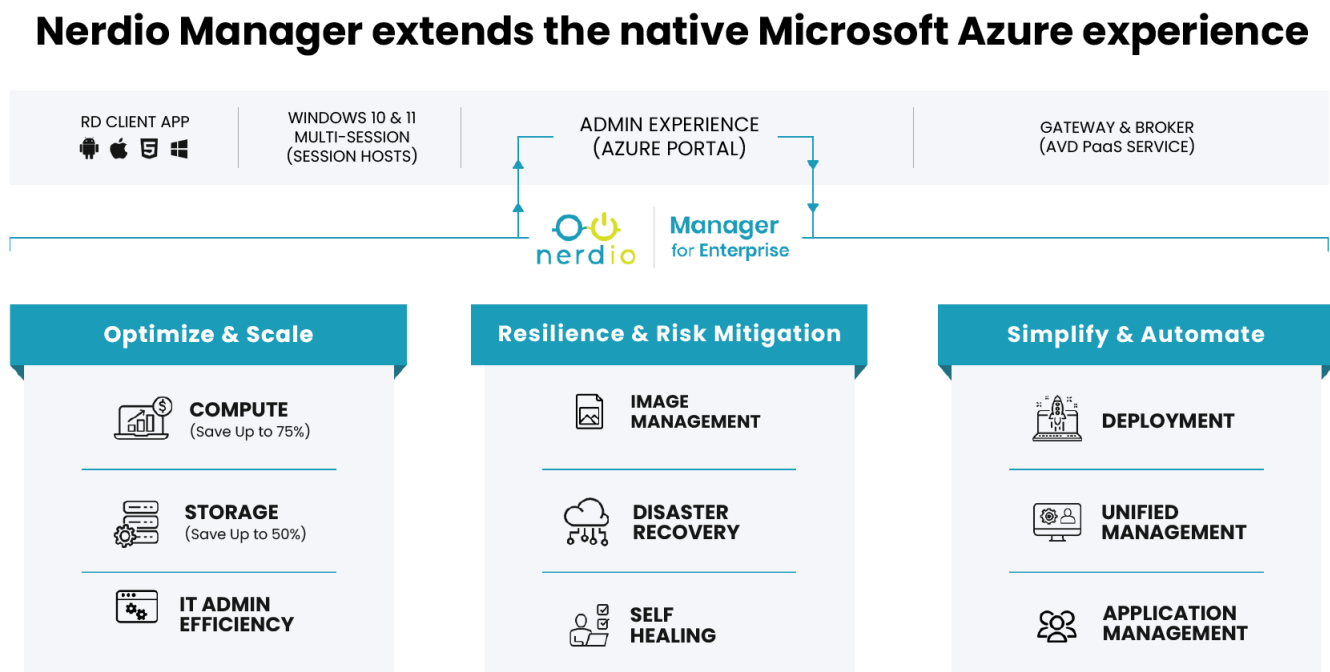 Nerdio Manager extends the native Microsoft Azure experience
RD CLIENT APP
WINDOWS 10 & 11
MULTI-SESSION
(SESSION HOSTS)
ADMIN EXPERIENCE
(AZURE PORTAL)
GATEWAY & BROKER
(AVD PaaS SERVICE)
nerdio
Manager
for Enterprise
Optimize & Scale
COMPUTE
(Save Up to 75%)
STORAGE
(Save Up to 50%)
IT ADMIN
EFFICIENCY
Resilience & Risk Mitigation
IMAGE
MANAGEMENT
DISASTER
RECOVERY
SELF
HEALING
Simplify & Automate
DEPLOYMENT
UNIFIED
MANAGEMENT
APPLICATION
MANAGEMENT